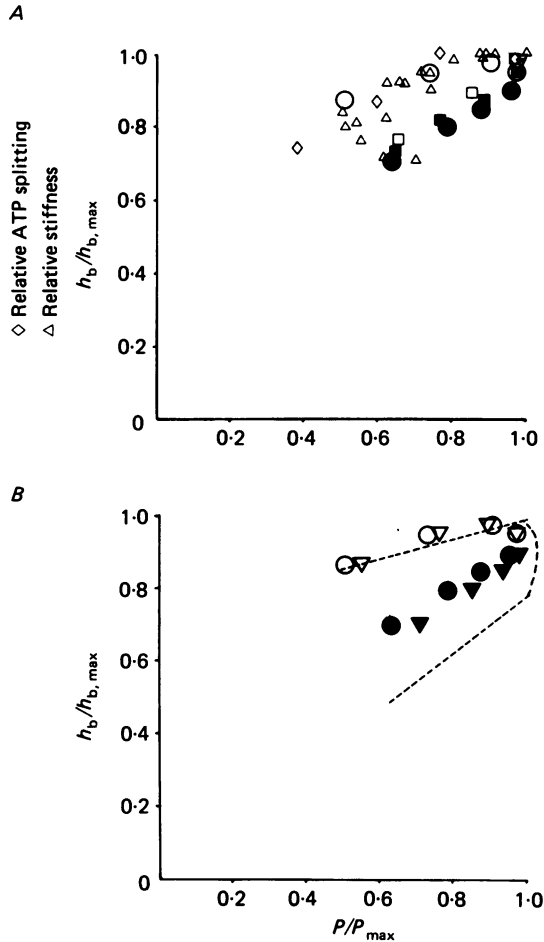 A
◇ Relative ATP splitting
△ Relative stiffness
h_b/h_b, max
1·0
0·8
0·6
0·4
0·2
0
0·2 0·4 0·6 0·8 1·0
B
h_b/h_b, max
1·0
0·8
0·6
0·4
0·2
0
0·2 0·4 0·6 0·8 1·0
P/P_max